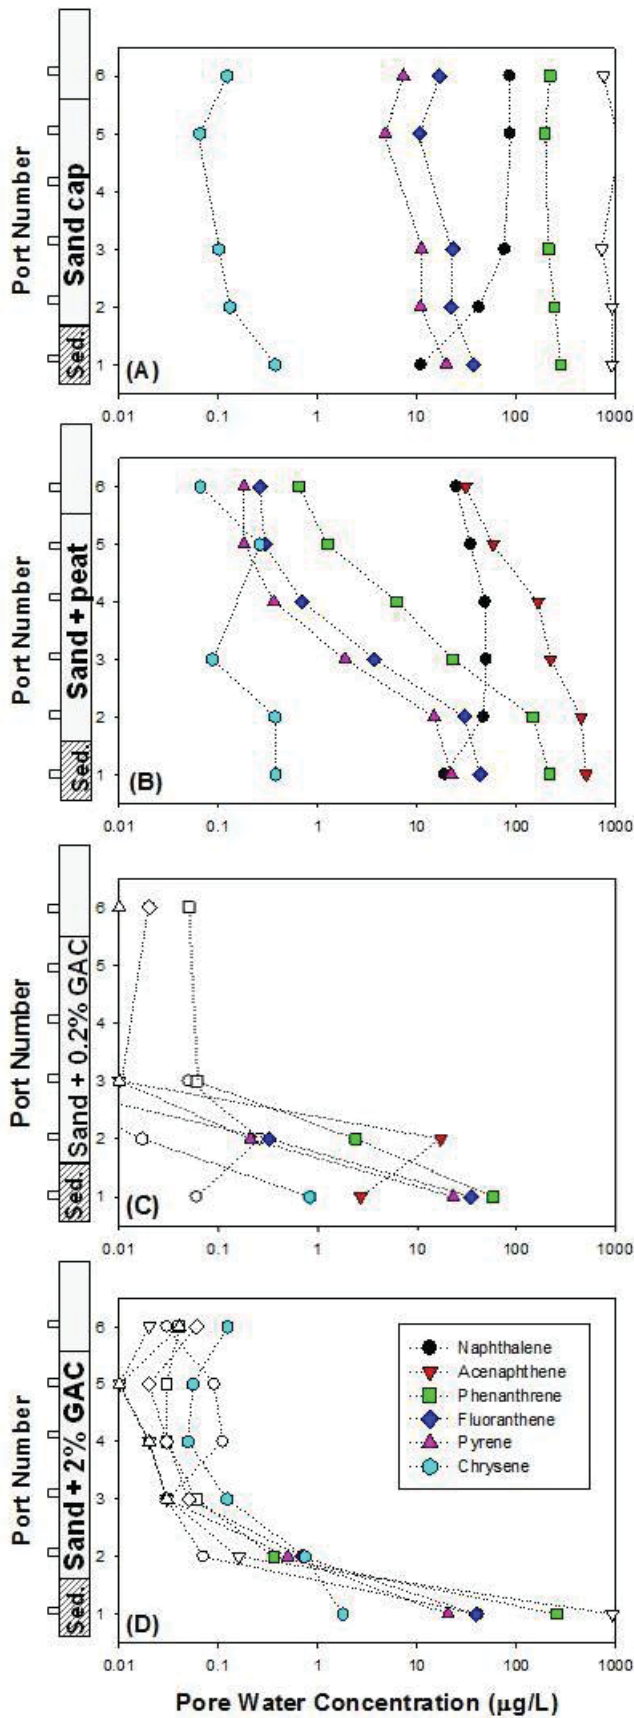 Port Number
Sand cap
Sed.
6
5
4
3
2
1
(A)
0.01 0.1 1 10 100 1000
Port Number
Sand + peat
Sed.
6
5
4
3
2
1
(B)
0.01 0.1 1 10 100 1000
Port Number
Sand + 0.2% GAC
Sed.
6
5
4
3
2
1
(C)
0.01 0.1 1 10 100 1000
Port Number
Sand + 2% GAC
Sed.
6
5
4
3
2
1
Naphthalene
Acenaphthene
Phenanthrene
Fluoranthene
Pyrene
Chrysene
(D)
0.01 0.1 1 10 100 1000
Pore Water Concentration (µg/L)